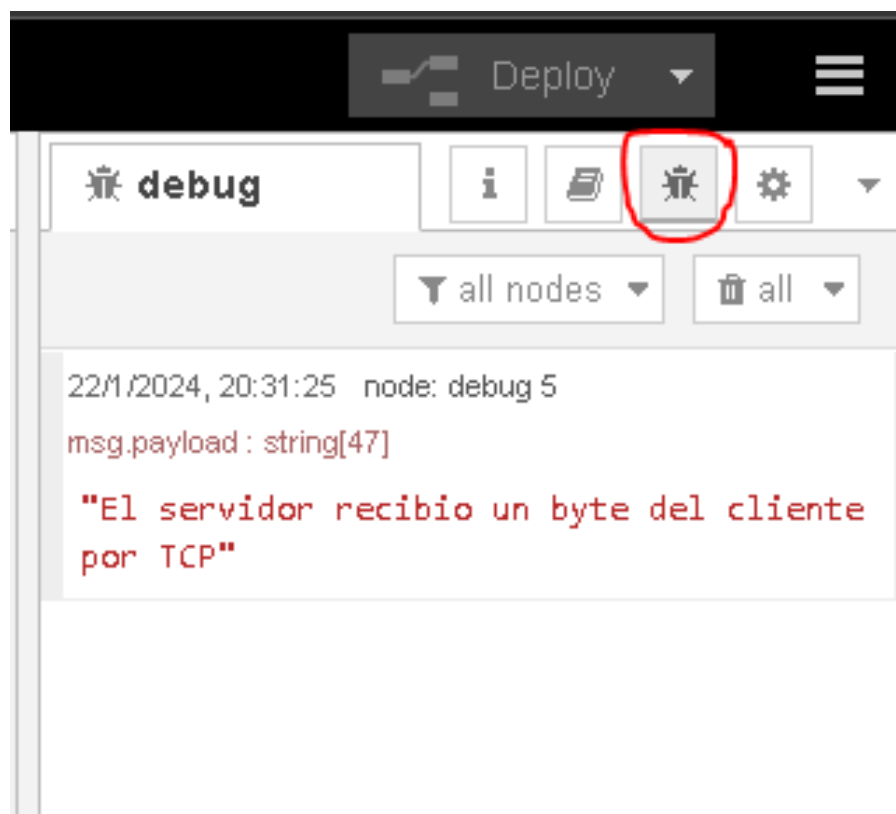 Deploy
debug
all nodes
all
22/1/2024, 20:31:25 node: debug 5
msg.payload : string[47]
"El servidor recibio un byte del cliente
por TCP"